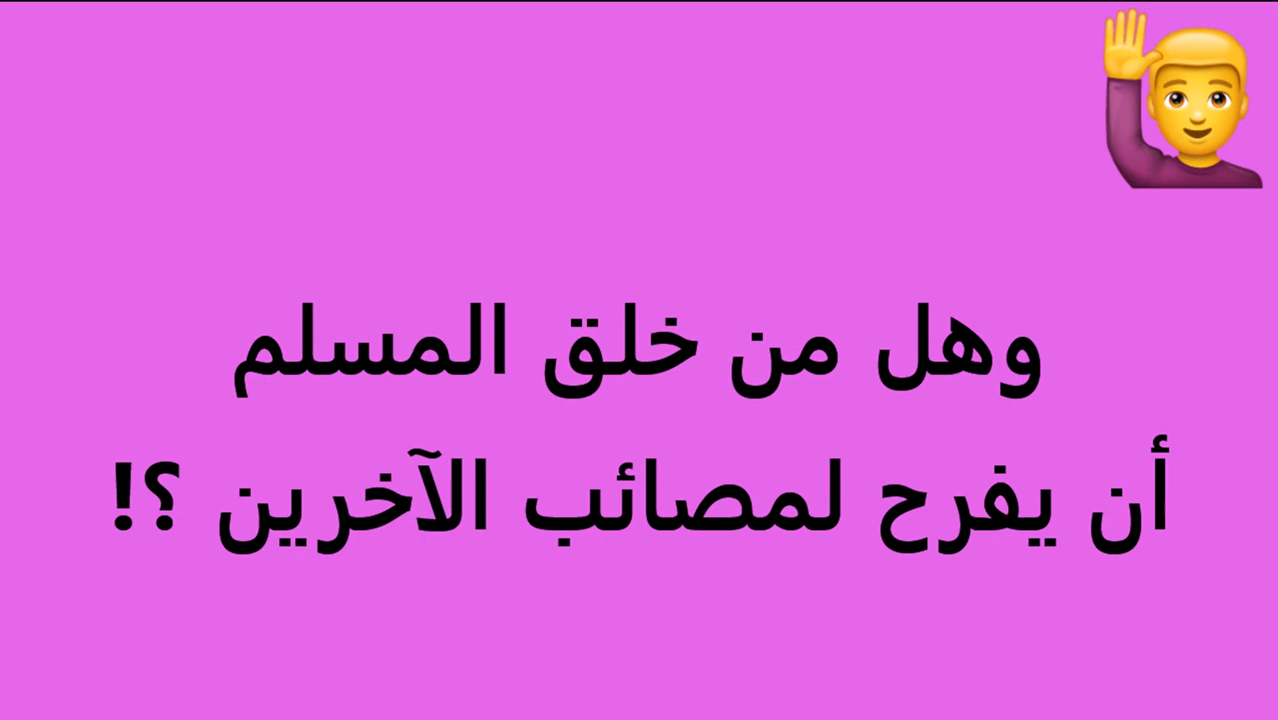 وهل من خلق المسلم
أن يفرح لمصائب الآخرين ؟!